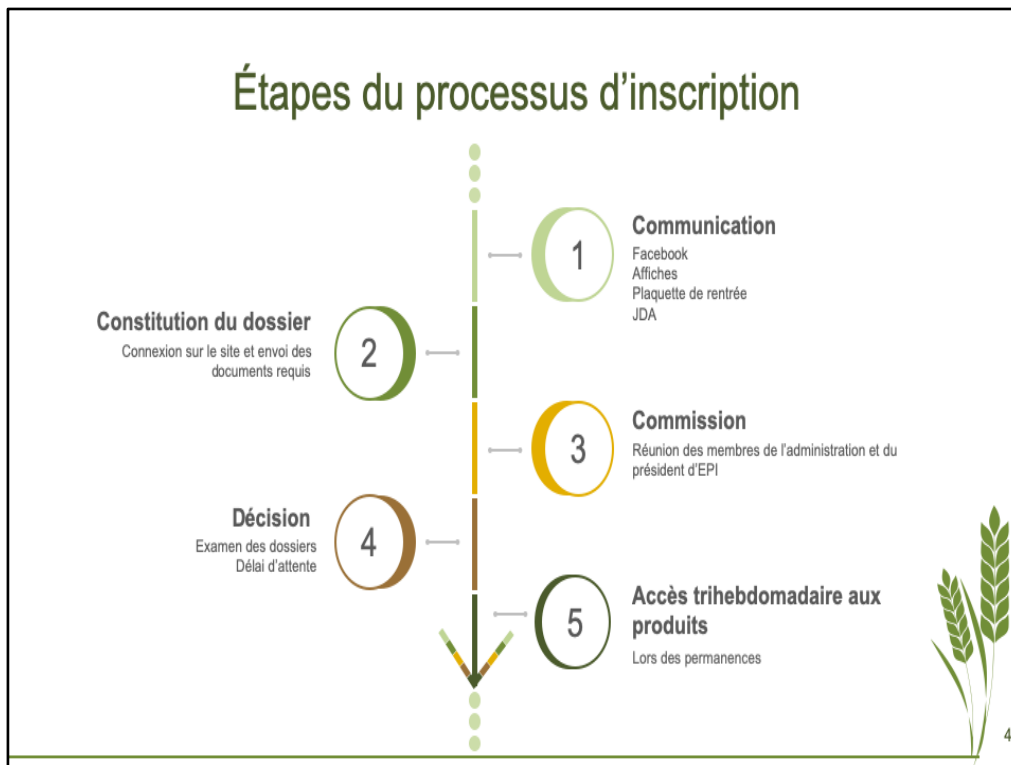 Étapes du processus d’inscription
1
Communication
Facebook
Affiches
Plaquette de rentrée
JDA
Constitution du dossier
Connexion sur le site et envoi des
documents requis
2
3
Commission
Réunion des membres de l’administration et du
président d’EPI
Décision
Examen des dossiers
Délai d’attente
4
5
Accès trihebdomadaire aux
produits
Lors des permanences
4